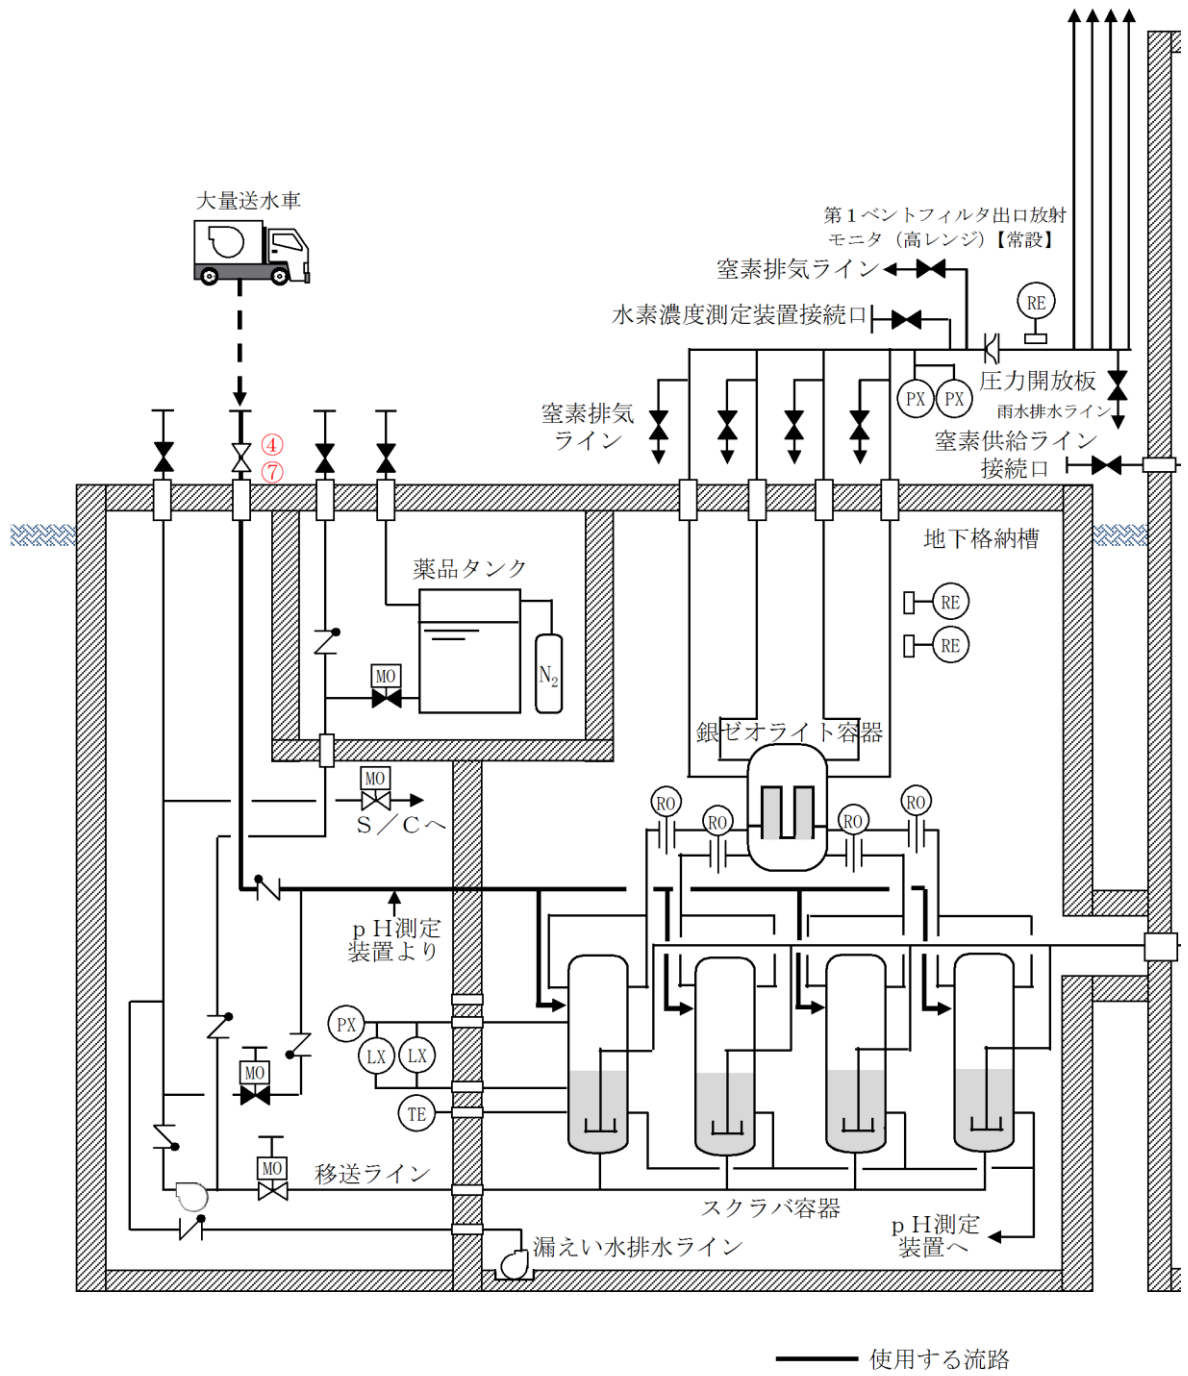 大量送水車
第１ベントフィルタ出口放射
モニタ（高レンジ）【常設】
窒素排気ライン
RE
水素濃度測定装置接続口
圧力開放板
PX
PX
雨水排水ライン
窒素排気
ライン
窒素供給ライン
接続口
④
⑦
地下格納槽
薬品タンク
RE
RE
MO
N₂
銀ゼオライト容器
MO
S／Cへ
RO
RO
RO
RO
ｐH測定
装置より
PX
LX
LX
MO
TE
MO
移送ライン
スクラバ容器
ｐH測定
装置へ
漏えい水排水ライン
使用する流路